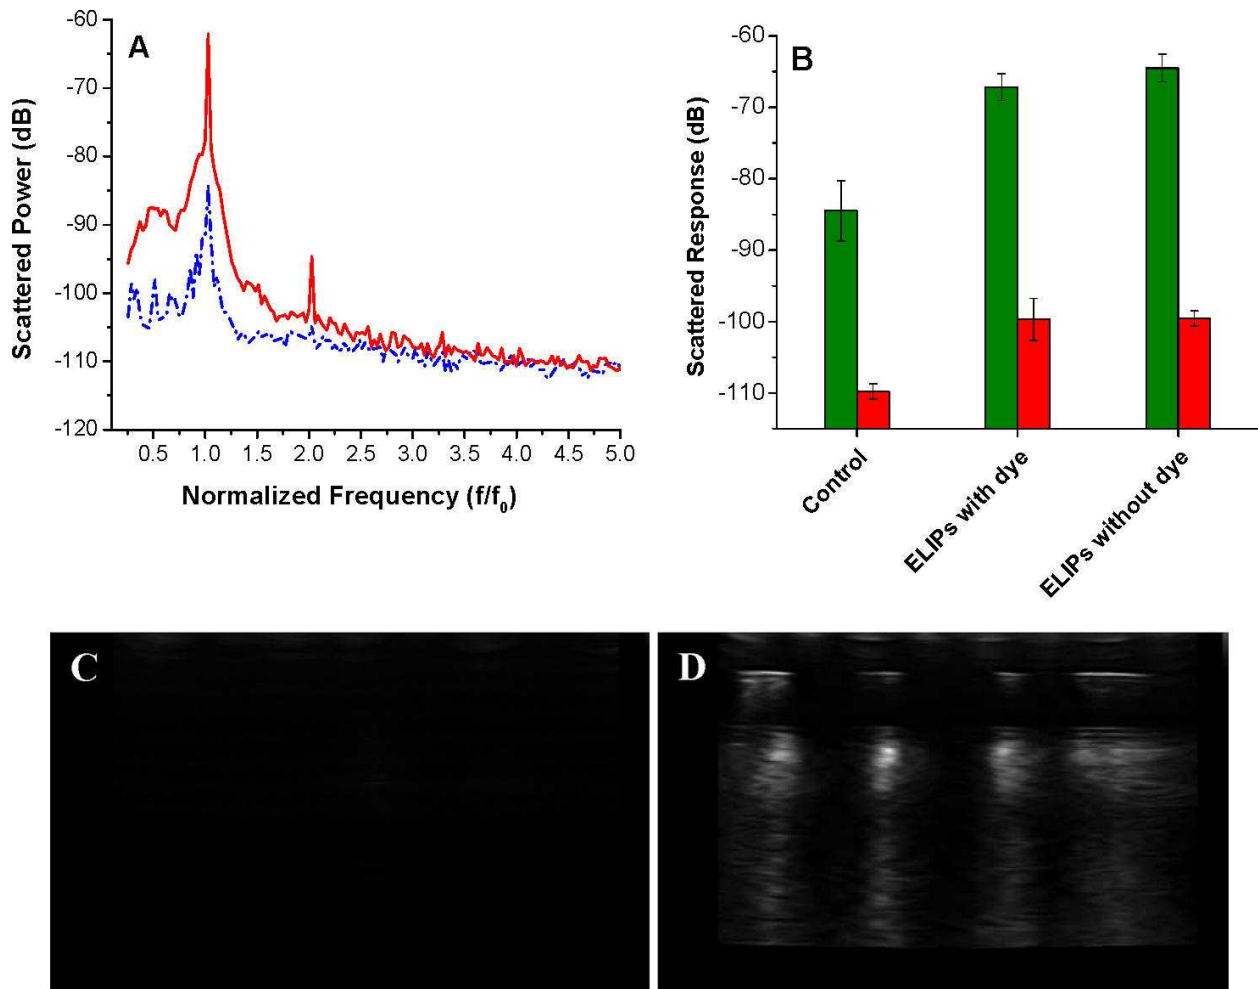 A
-60
-70
-80
-90
-100
-110
-120
Scattered Power (dB)
0.5 1.0 1.5 2.0 2.5 3.0 3.5 4.0 4.5 5.0
Normalized Frequency (f/f0)
B
-60
-70
-80
-90
-100
-110
Scattered Response (dB)
Control
ELIPs with dye
ELIPs without dye
C
D